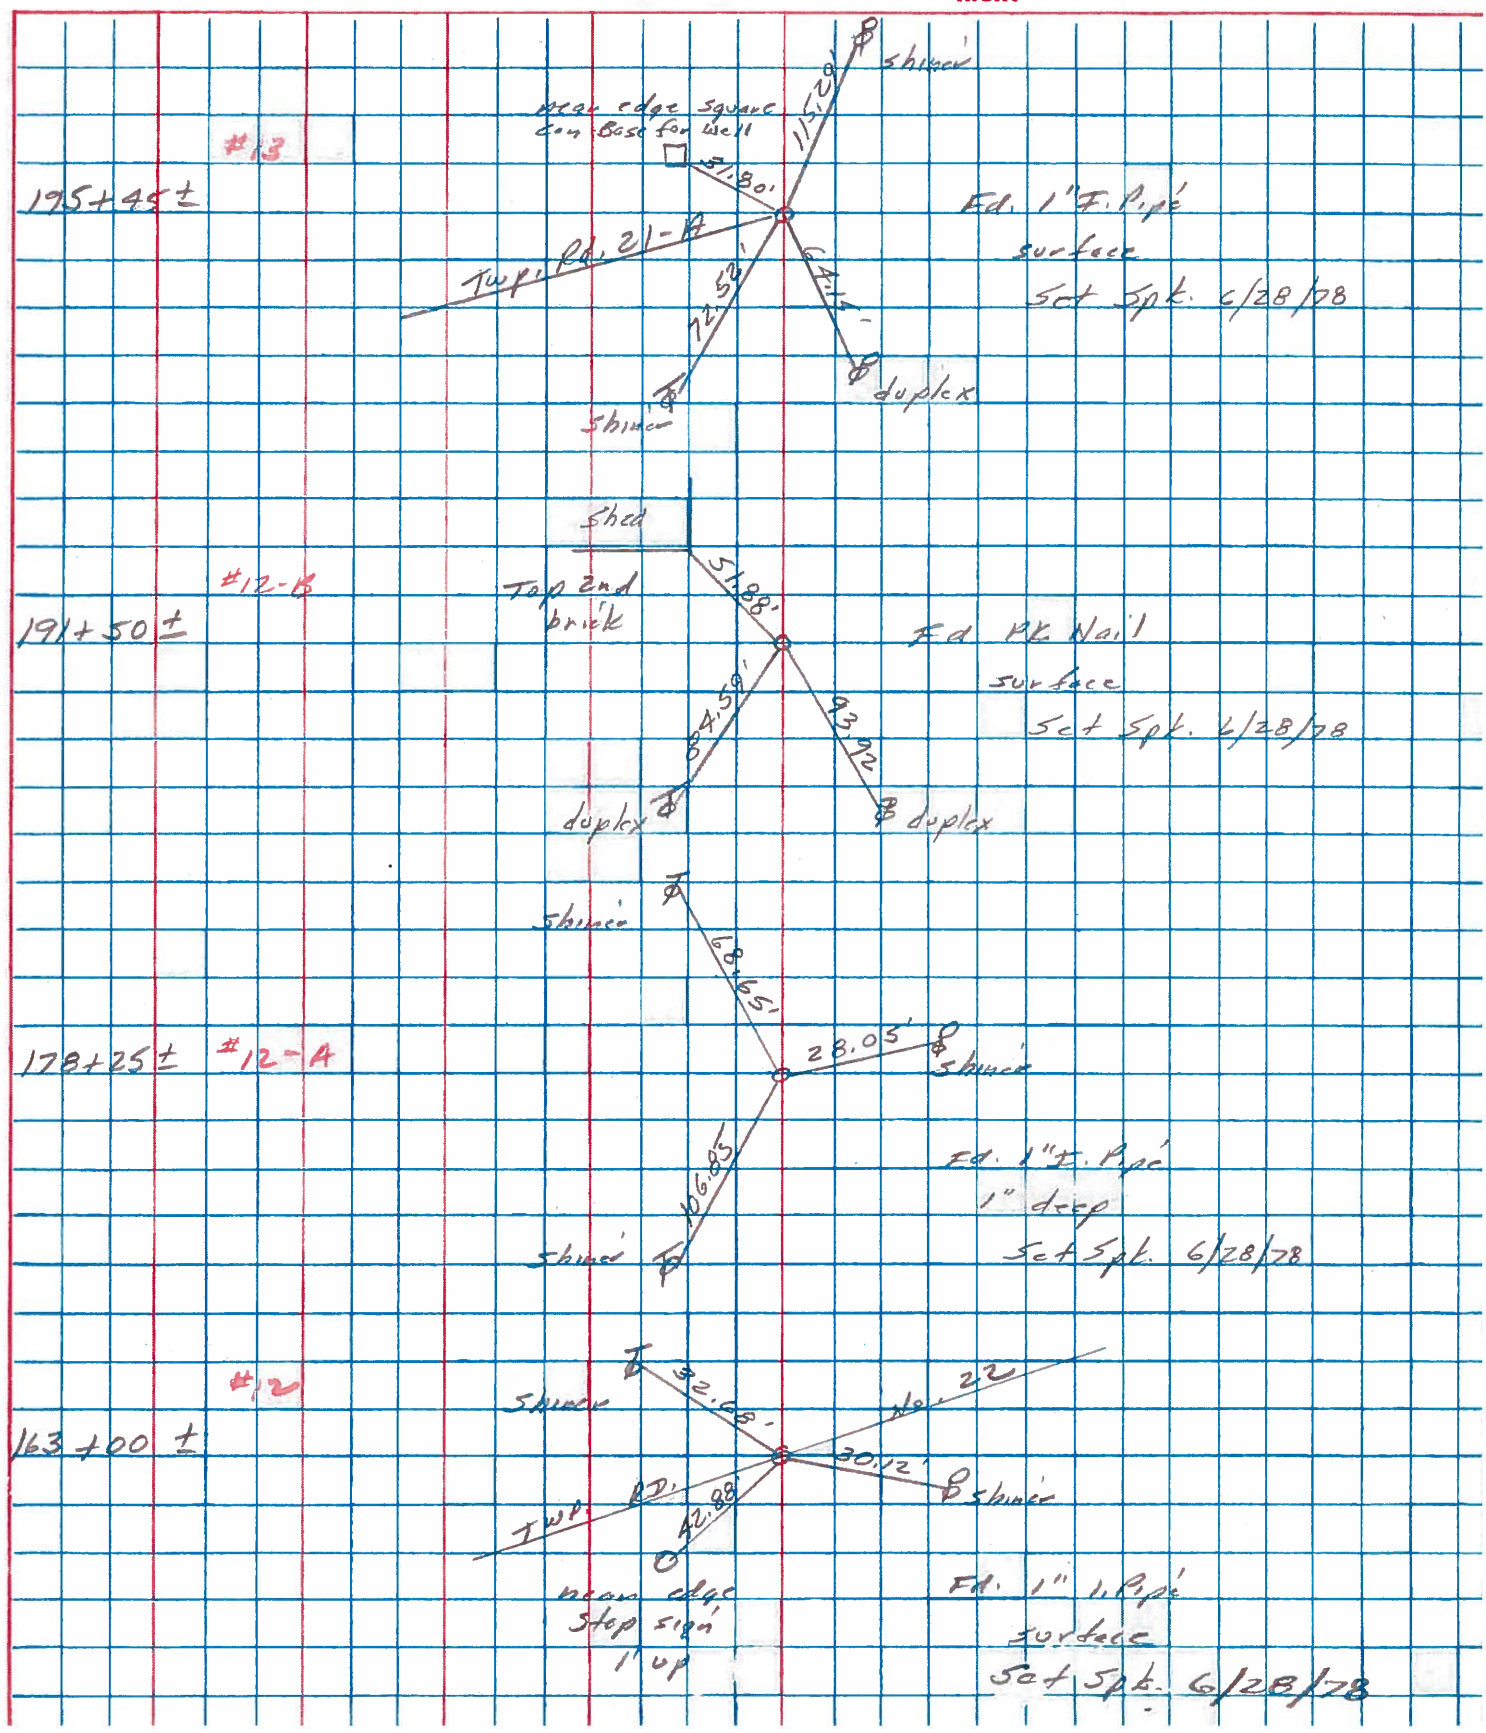 shiner
115.29'
near edge square
con Base for well
#13
51.80'
195+45±
Fd. 1" I. Pipe
surface
Set Spk. 6/28/78
Twp. Rd. 21-A
72.52'
64.15'
duplex
shiner
Shed
51.88'
#12-B
Top 2nd
brick
191+50±
Fd PK Nail
surface
Set Spk. 6/28/78
84.59'
93.92
duplex
duplex
shiner
68.65'
178+25±
#12-A
28.05'
shiner
106.85'
Fd. 1" I. Pipe
1" deep
Set Spk. 6/28/78
shiner
#12
shiner
32.68'
No. 22
163+00±
30.12'
shiner
Twp. RD.
42.88'
near edge
stop sign
1' up
Fd. 1" I. Pipe
surface
Set Spk. 6/28/78